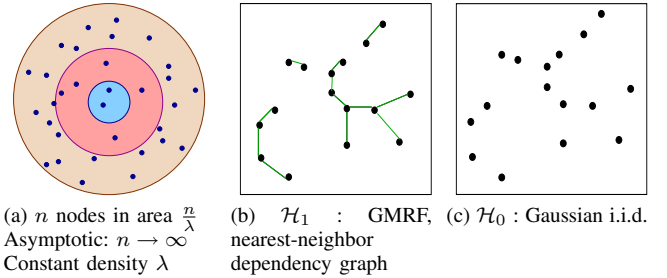 (a) n nodes in area n/λ
Asymptotic: n → ∞
Constant density λ
(b) H₁ : GMRF,
nearest-neighbor
dependency graph
(c) H₀ : Gaussian i.i.d.